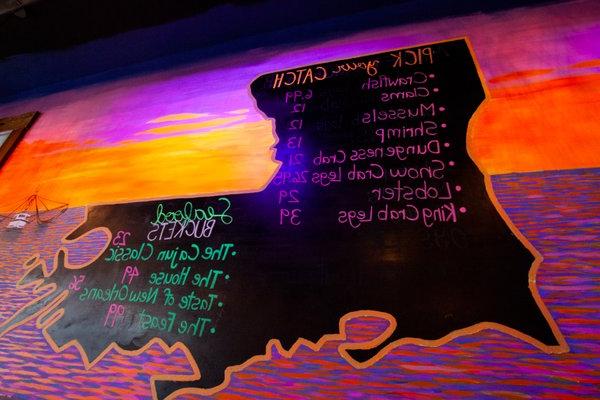 PICK your CATCH
• Crawfish 6.99
• Clams 12
• Mussels 12
• Shrimp 13
• Dungeness Crab 21
• Snow Crab Legs 26.95
• Lobster 29
• King Crab Legs 39
Seafood
BUCKETS
• The Cajun Classic 23
• The House 49
• Taste of New Orleans 56
• The Feast 99